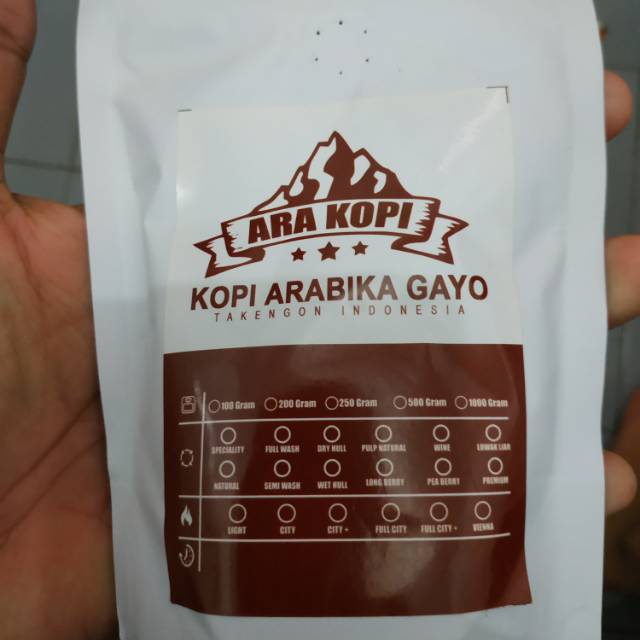 ARA KOPI
KOPI ARABIKA GAYO
TAKENGON INDONESIA
100 Gram 200 Gram 250 Gram 500 Gram 1000 Gram
SPECIALITY FULL WASH DRY HULL PULP NATURAL WINE LUWAK LIAR
NATURAL SEMI WASH WET HULL LONG BERRY PEA BERRY PREMIUM
LIGHT CITY CITY + FULL CITY FULL CITY + VIENNA